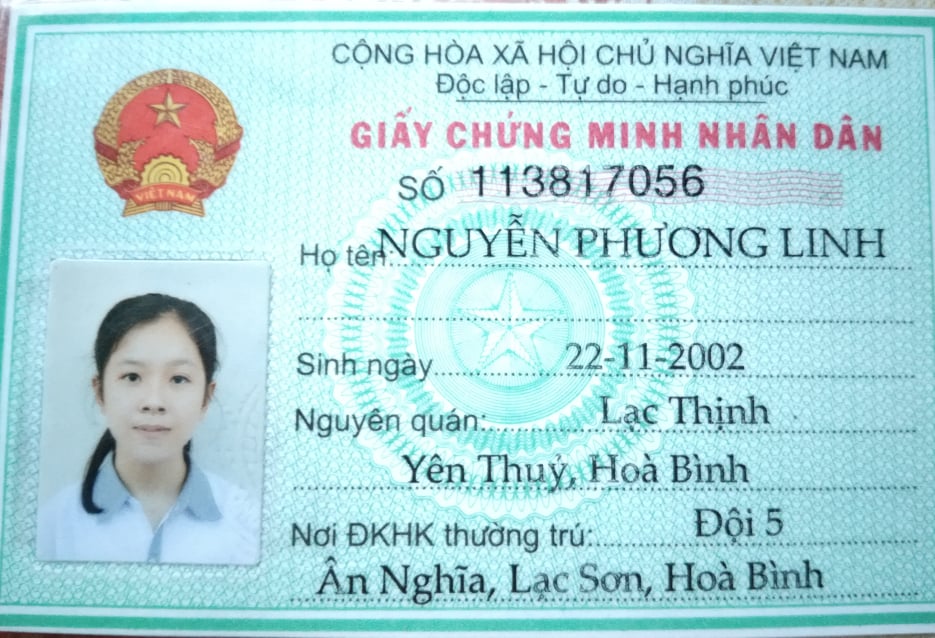 CỘNG HÒA XÃ HỘI CHỦ NGHĨA VIỆT NAM
Độc lập - Tự do - Hạnh phúc
GIẤY CHỨNG MINH NHÂN DÂN
SỐ 113817056
Họ tên: NGUYỄN PHƯƠNG LINH
Sinh ngày 22-11-2002
Nguyên quán: Lạc Thịnh
Yên Thuỷ, Hoà Bình
Nơi ĐKHK thường trú: Đội 5
Ân Nghĩa, Lạc Sơn, Hoà Bình
VIỆT NAM